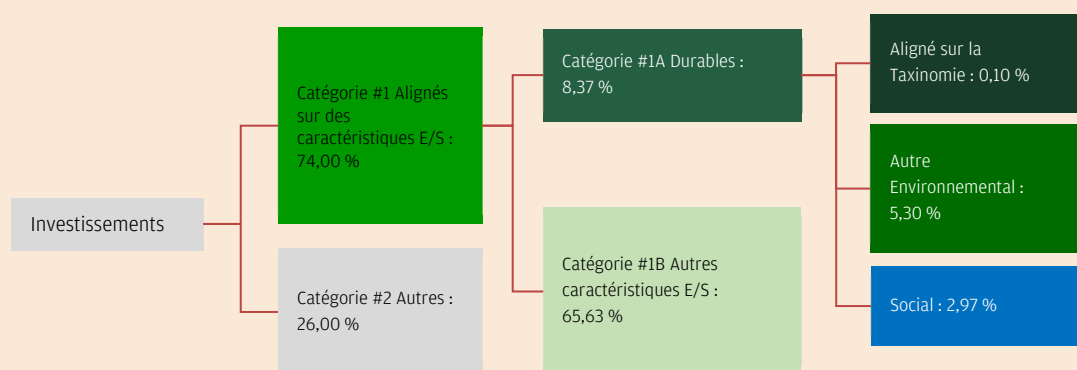 Investissements
Catégorie #1 Alignés
sur des
caractéristiques E/S :
74,00 %
Catégorie #2 Autres :
26,00 %
Catégorie #1A Durables :
8,37 %
Catégorie #1B Autres
caractéristiques E/S :
65,63 %
Aligné sur la
Taxinomie : 0,10 %
Autre
Environnemental :
5,30 %
Social : 2,97 %